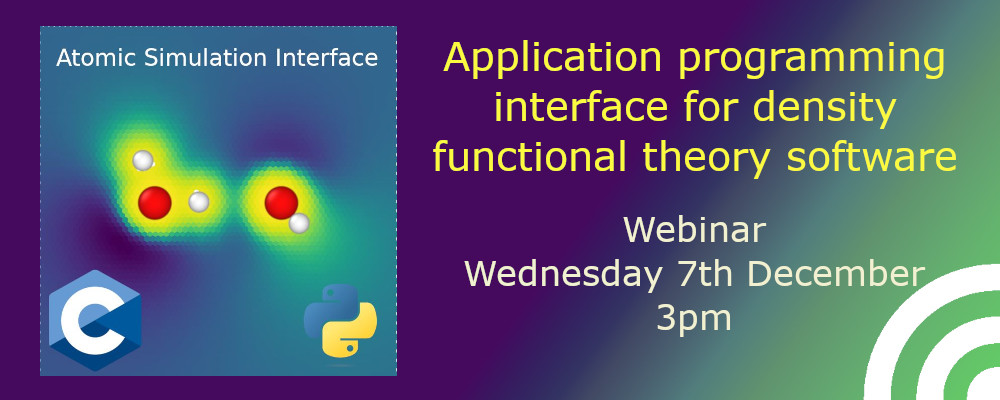 Atomic Simulation Interface
C
Application programming
interface for density
functional theory software
Webinar
Wednesday 7th December
3pm